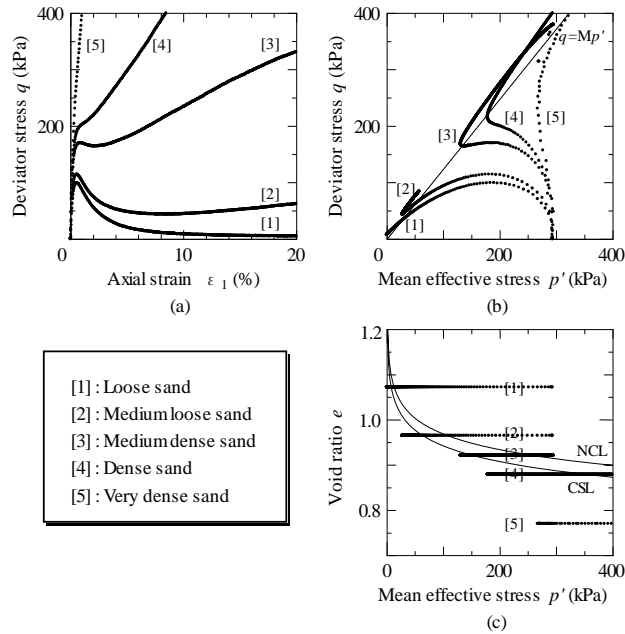 400
200
0
Deviator stress q (kPa)
[5]
[4]
[3]
[2]
[1]
0 10 20
Axial strain ε1 (%)
(a)
400
200
0
Deviator stress q (kPa)
q=Mp'
[4]
[3]
[5]
[2]
[1]
0 200 400
Mean effective stress p' (kPa)
(b)
[1] : Loose sand
[2] : Medium loose sand
[3] : Medium dense sand
[4] : Dense sand
[5] : Very dense sand
1.2
1.0
0.8
Void ratio e
[1]
[2]
[3]
[4]
[5]
NCL
CSL
0 200 400
Mean effective stress p' (kPa)
(c)